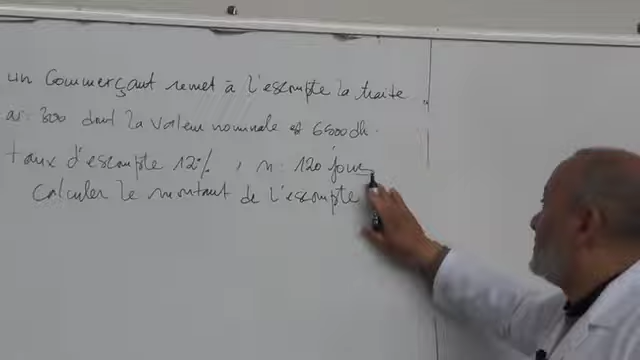 un Commerçant remet à l'escompte la traite
n: 300 dont la valeur nominale est 6500 dh.
taux d'escompte 12%, n: 120 jours
Calculer le montant de l'escompte